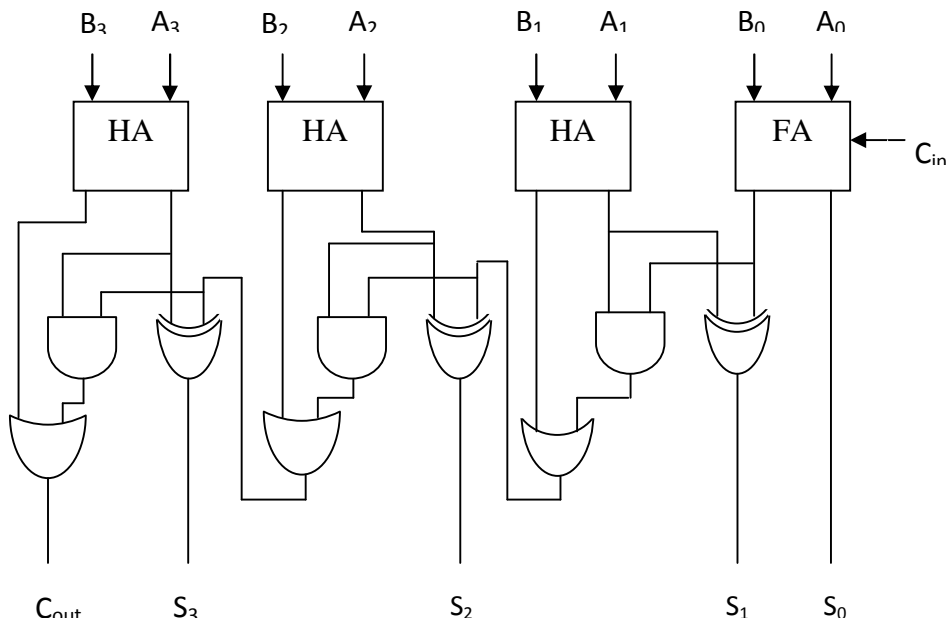 B₃ A₃ B₂ A₂ B₁ A₁ B₀ A₀
HA HA HA FA
Cᵢₙ
Cₒᵤₜ S₃ S₂ S₁ S₀